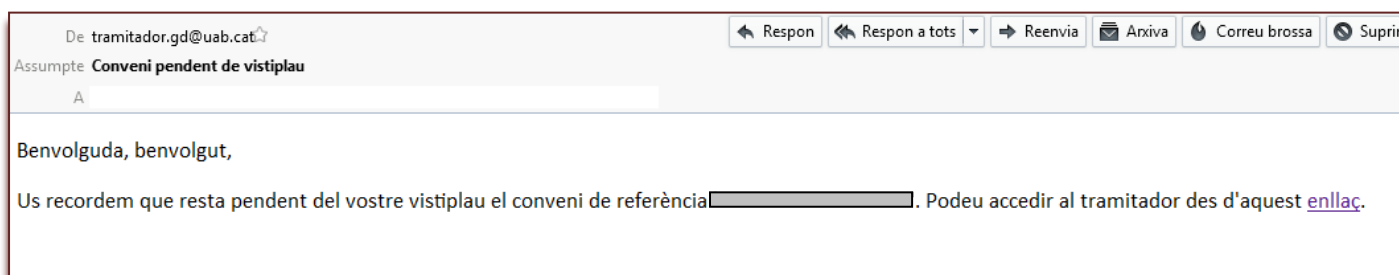 De tramitador.gd@uab.cat
Respon Respon a tots Reenvia Arxiva Correu brossa Suprim
Assumpte Conveni pendent de vistiplau
A
Benvolguda, benvolgut,
Us recordem que resta pendent del vostre vistiplau el conveni de referència . Podeu accedir al tramitador des d'aquest enllaç.